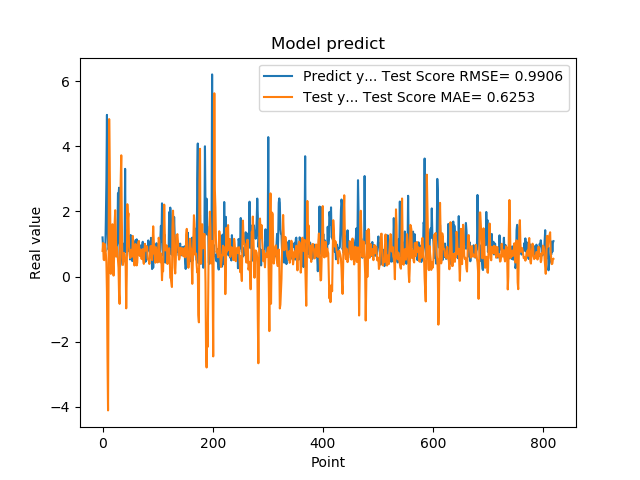 Model predict
Predict y... Test Score RMSE= 0.9906
Test y... Test Score MAE= 0.6253
Real value
6
4
2
0
−2
−4
0 200 400 600 800
Point